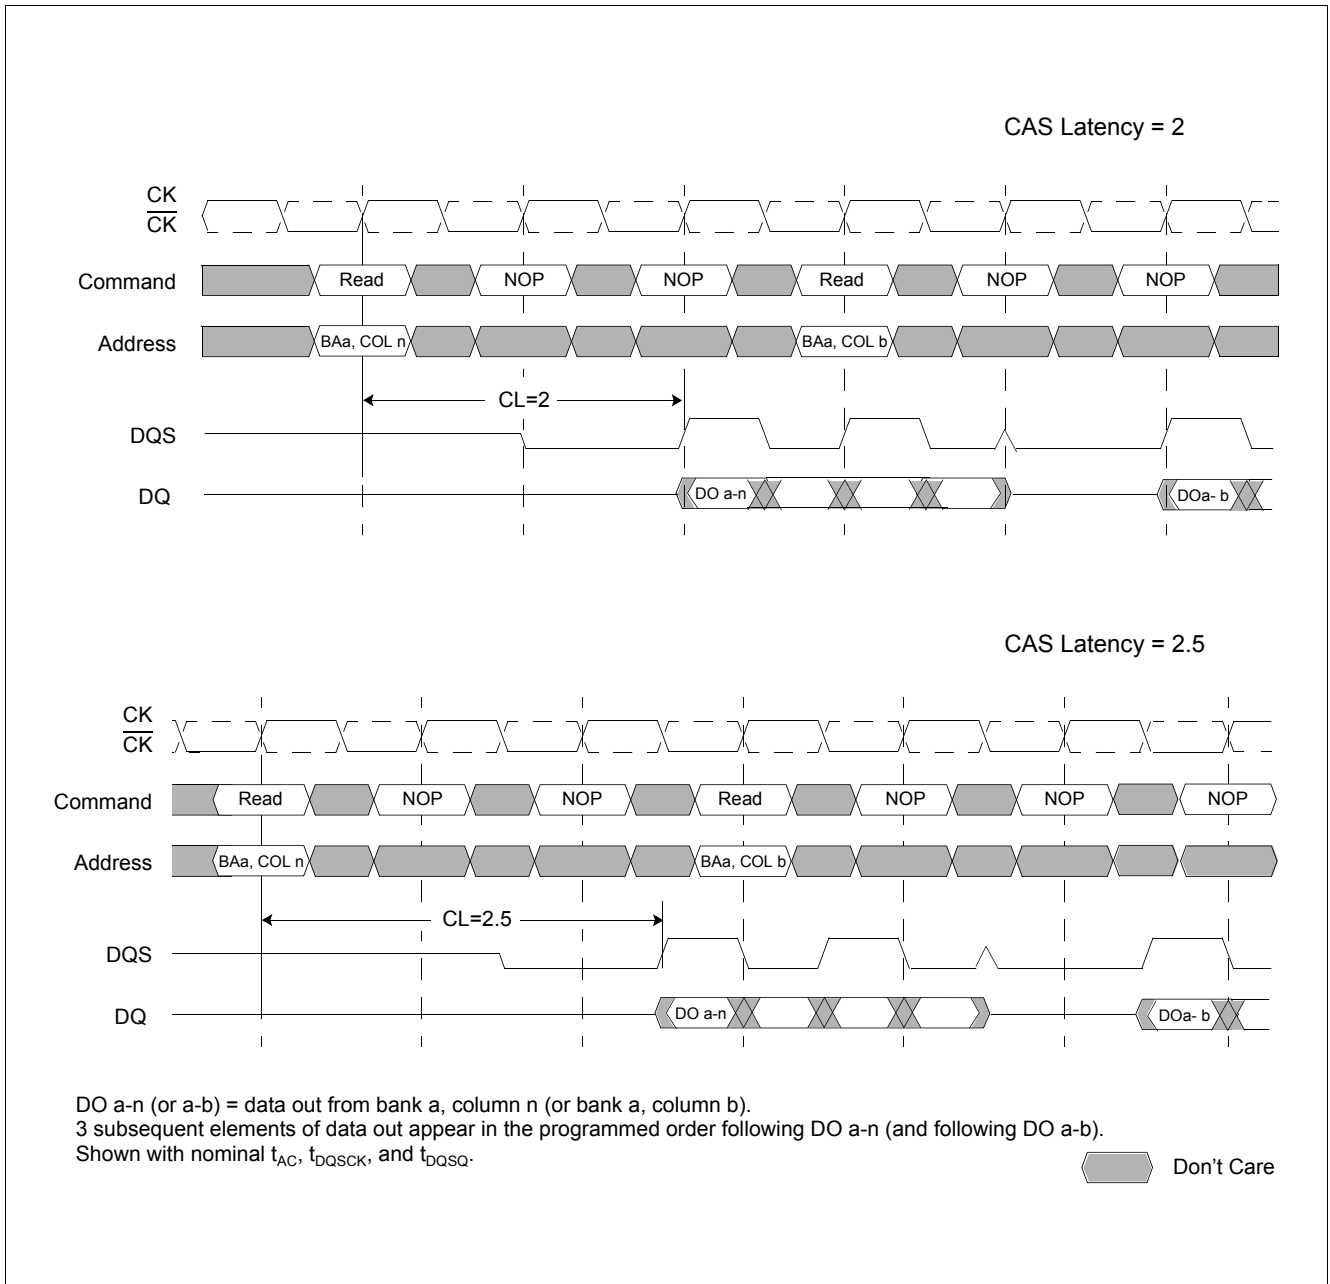 CAS Latency = 2
CK
CK
Command Read NOP NOP Read NOP NOP
Address BAa, COL n BAa, COL b
CL=2
DQS
DQ DO a-n DOa- b
CAS Latency = 2.5
CK
CK
Command Read NOP NOP Read NOP NOP NOP
Address BAa, COL n BAa, COL b
CL=2.5
DQS
DQ DO a-n DOa- b
DO a-n (or a-b) = data out from bank a, column n (or bank a, column b).
3 subsequent elements of data out appear in the programmed order following DO a-n (and following DO a-b).
Shown with nominal tAC, tDQSCK, and tDQSQ.
Don't Care